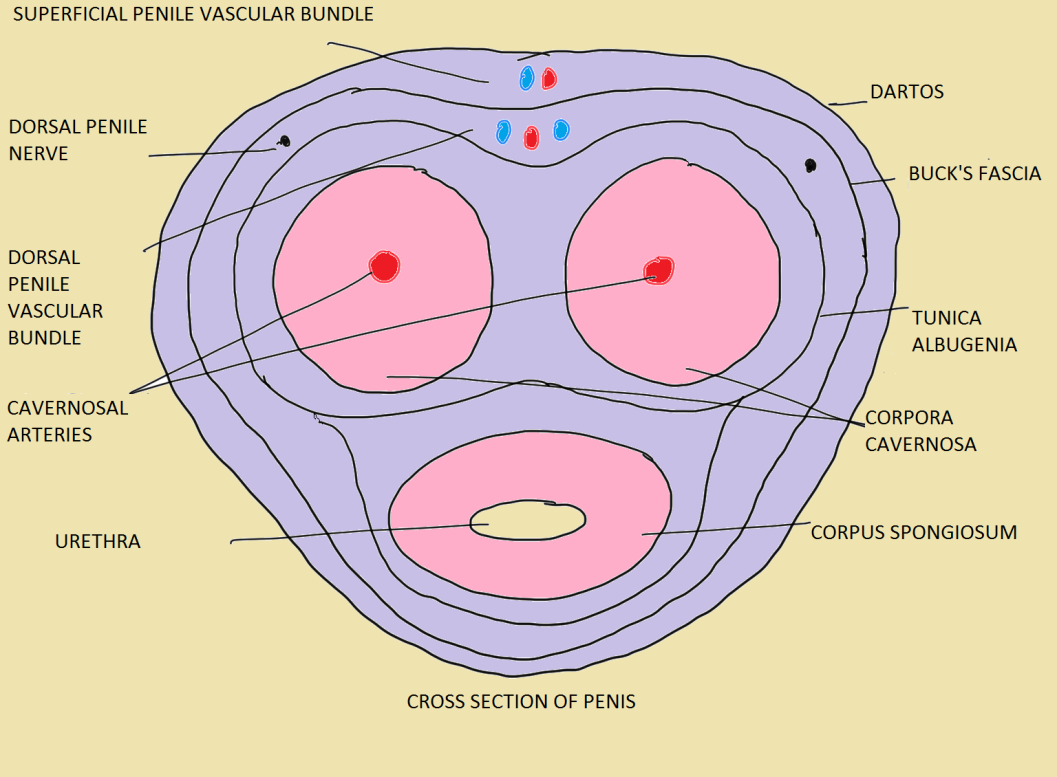 SUPERFICIAL PENILE VASCULAR BUNDLE
DARTOS
DORSAL PENILE
NERVE
BUCK'S FASCIA
DORSAL
PENILE
VASCULAR
BUNDLE
TUNICA
ALBUGENIA
CAVERNOSAL
ARTERIES
CORPORA
CAVERNOSA
URETHRA
CORPUS SPONGIOSUM
CROSS SECTION OF PENIS